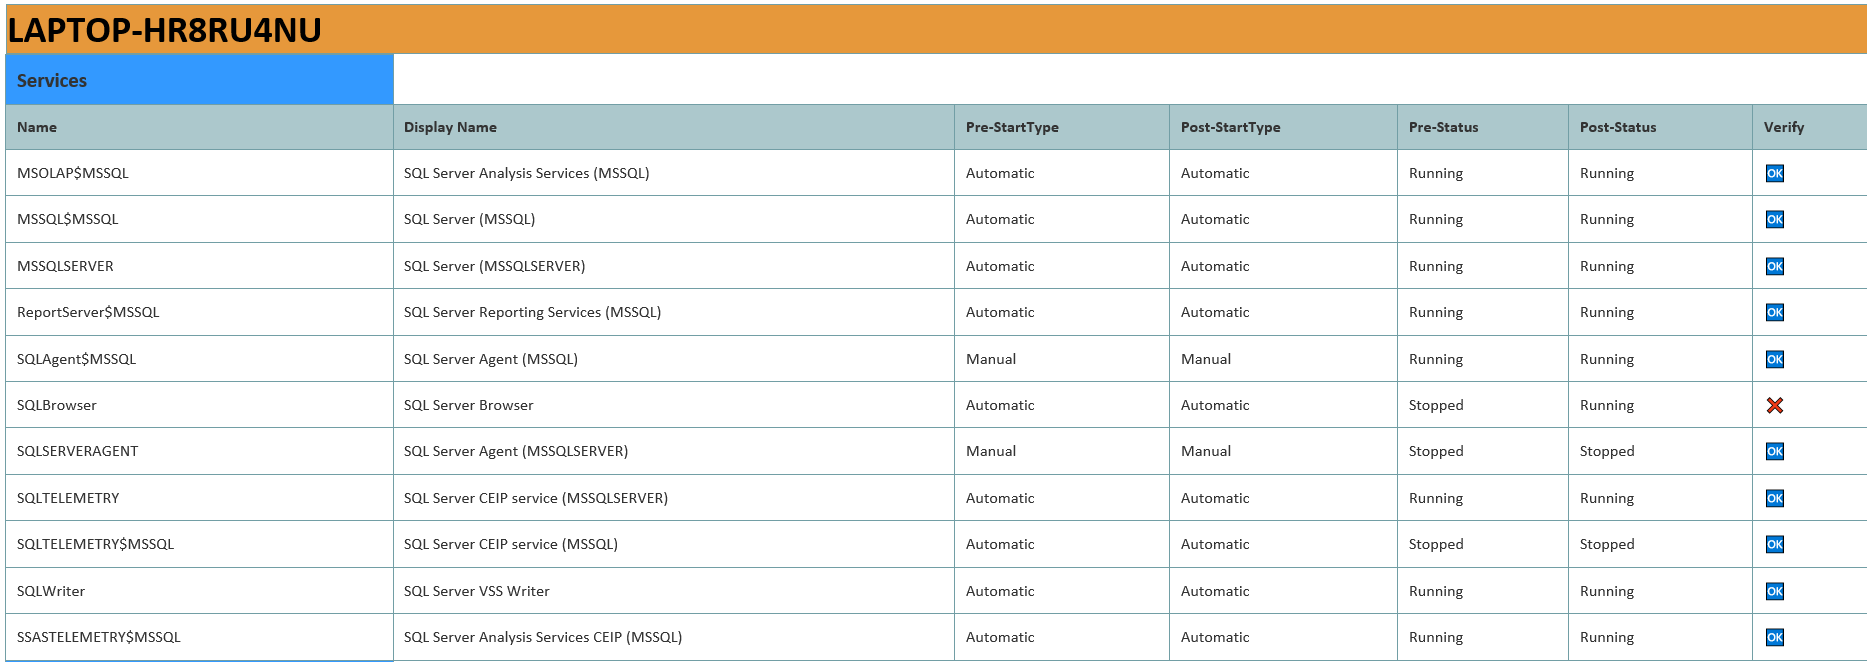 LAPTOP-HR8RU4NU
Services
Name Display Name Pre-StartType Post-StartType Pre-Status Post-Status Verify
MSOLAP$MSSQL SQL Server Analysis Services (MSSQL) Automatic Automatic Running Running OK
MSSQL$MSSQL SQL Server (MSSQL) Automatic Automatic Running Running OK
MSSQLSERVER SQL Server (MSSQLSERVER) Automatic Automatic Running Running OK
ReportServer$MSSQL SQL Server Reporting Services (MSSQL) Automatic Automatic Running Running OK
SQLAgent$MSSQL SQL Server Agent (MSSQL) Manual Manual Running Running OK
SQLBrowser SQL Server Browser Automatic Automatic Stopped Running ❌
SQLSERVERAGENT SQL Server Agent (MSSQLSERVER) Manual Manual Stopped Stopped OK
SQLTELEMETRY SQL Server CEIP service (MSSQLSERVER) Automatic Automatic Running Running OK
SQLTELEMETRY$MSSQL SQL Server CEIP service (MSSQL) Automatic Automatic Stopped Stopped OK
SQLWriter SQL Server VSS Writer Automatic Automatic Running Running OK
SSASTELEMETRY$MSSQL SQL Server Analysis Services CEIP (MSSQL) Automatic Automatic Running Running OK